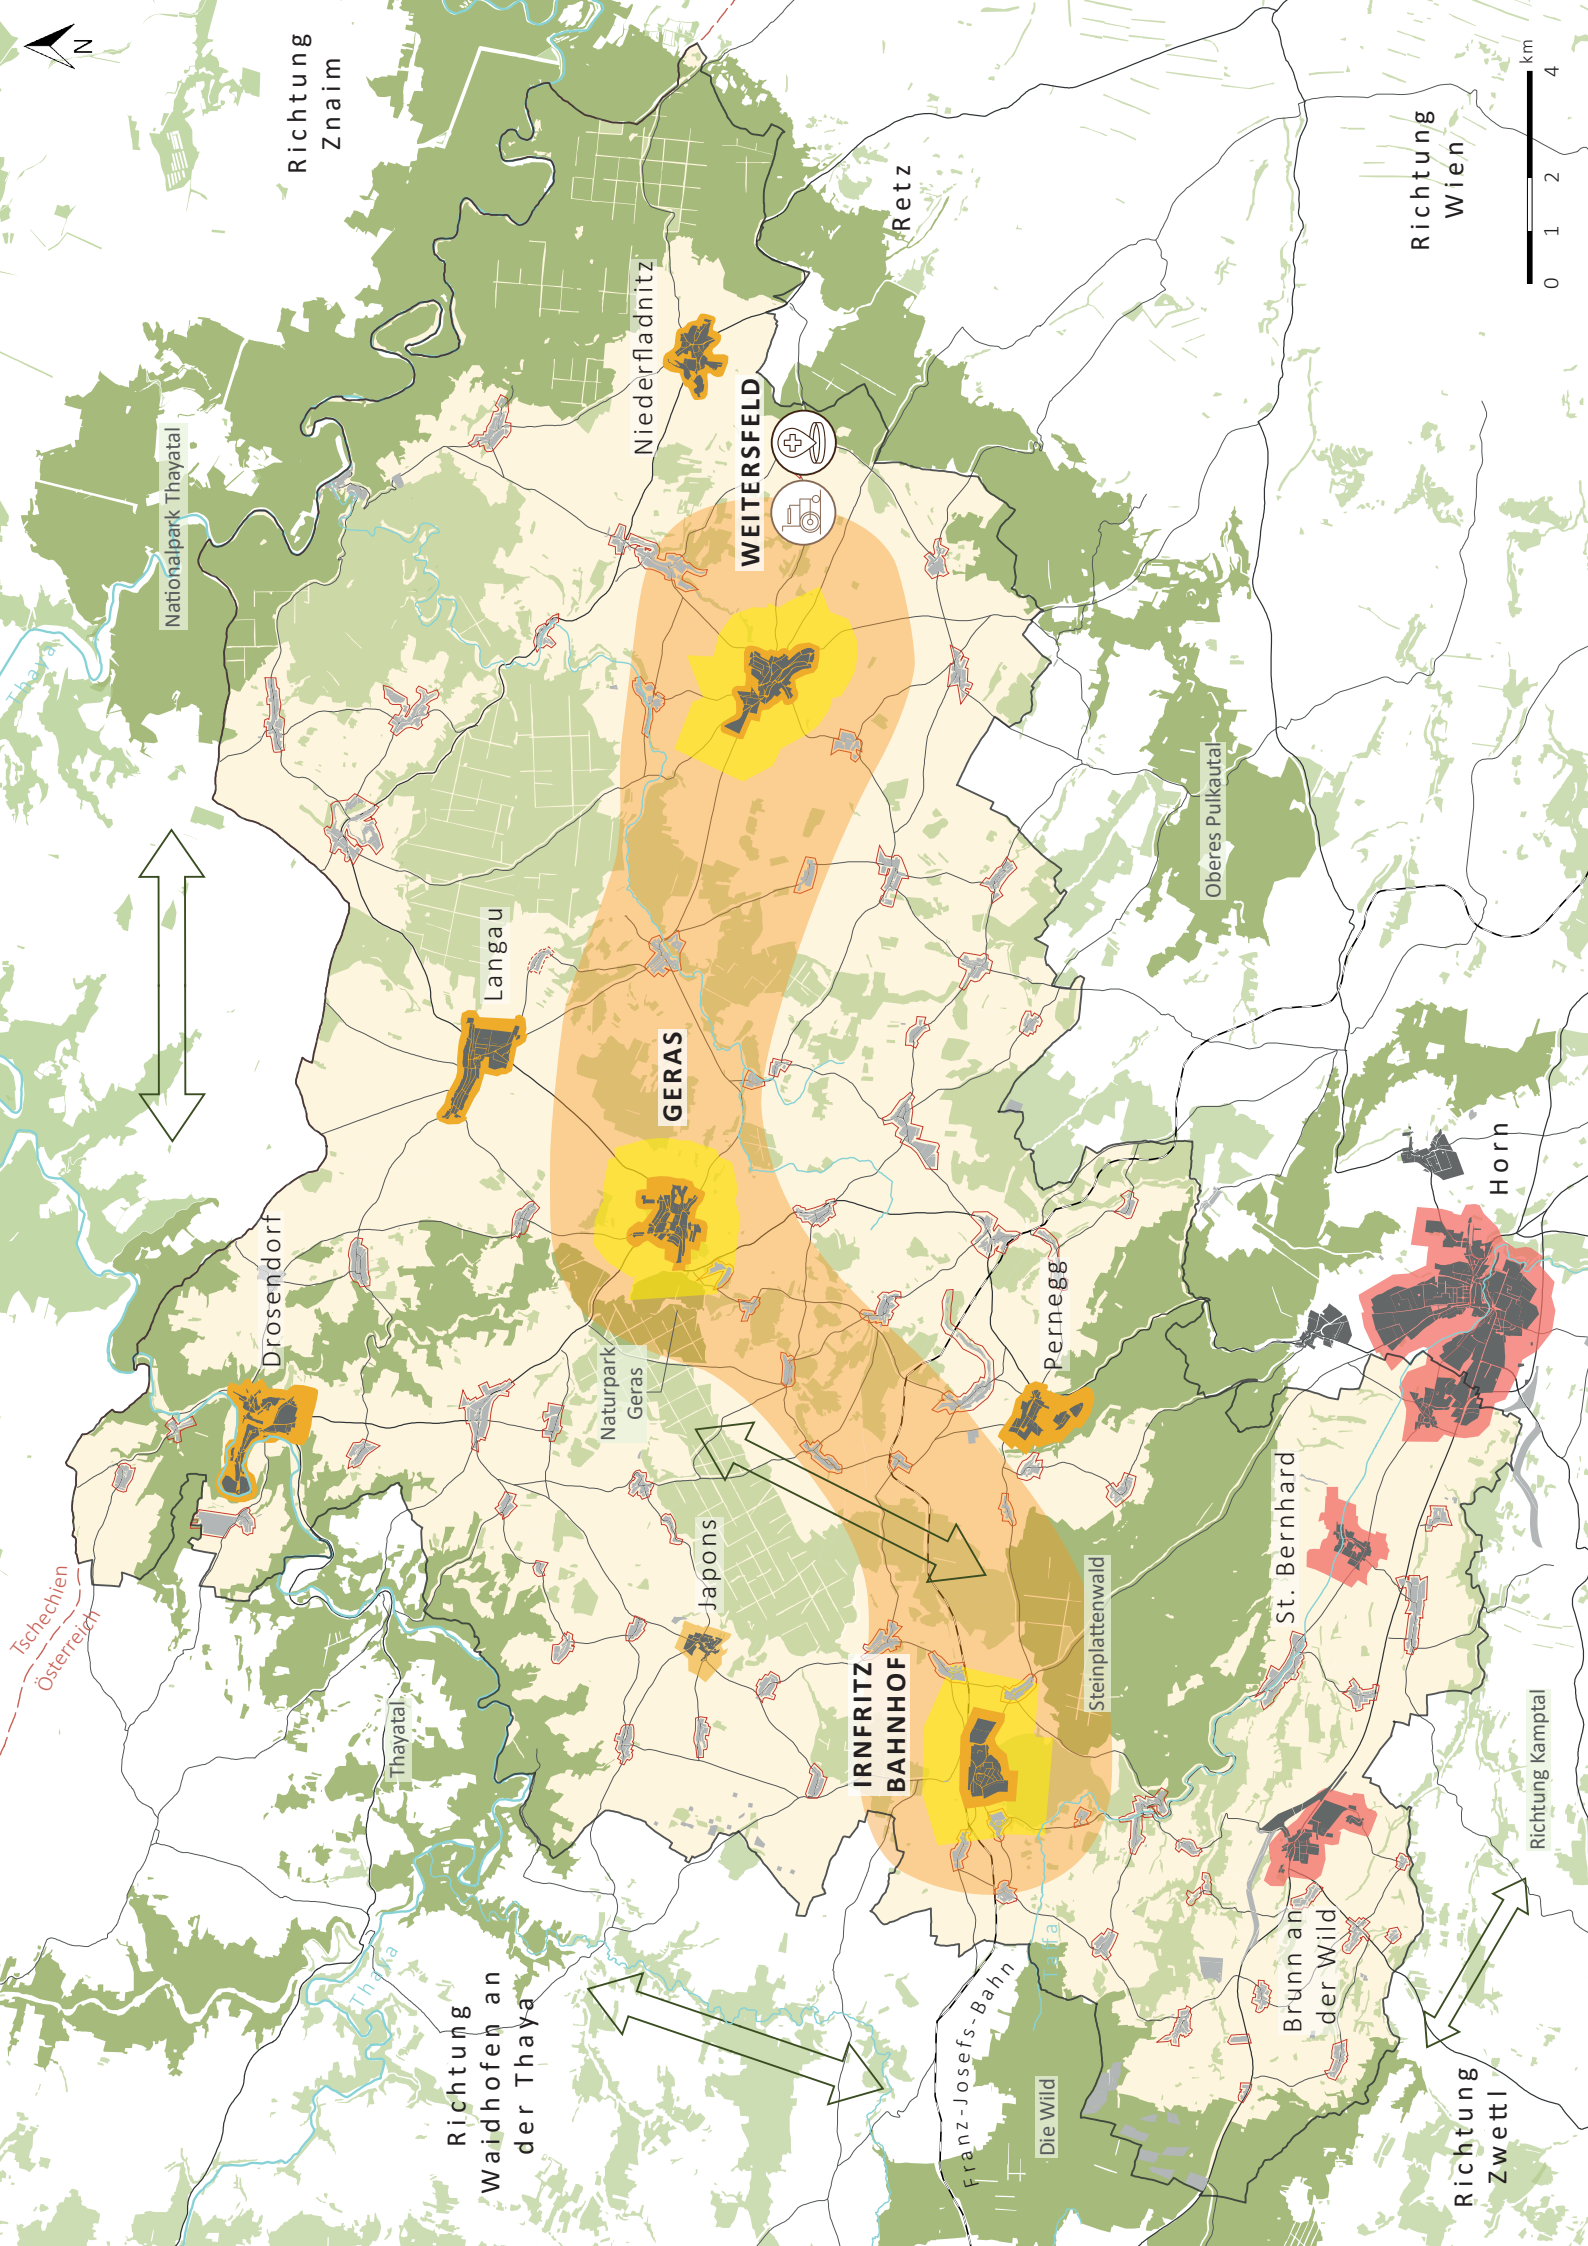 N
Richtung
Znaim
Nationalpark Thayatal
Thaya
Tschechien
Österreich
Drosendorf
Langau
Niederfladnitz
Retz
WEITERSFELD
GERAS
Naturpark
Geras
Japons
Thayatal
Thaya
Richtung
Waidhofen an
der Thaya
IRNFRITZ
BAHNHOF
Pernegg
Steinplattenwald
Oberes Pulkautal
Horn
St. Bernhard
Brunn an
der Wild
Franz-Josefs-Bahn
Die Wild
Richtung
Zwettl
Richtung Kamptal
Richtung
Wien
0 1 2 4
km